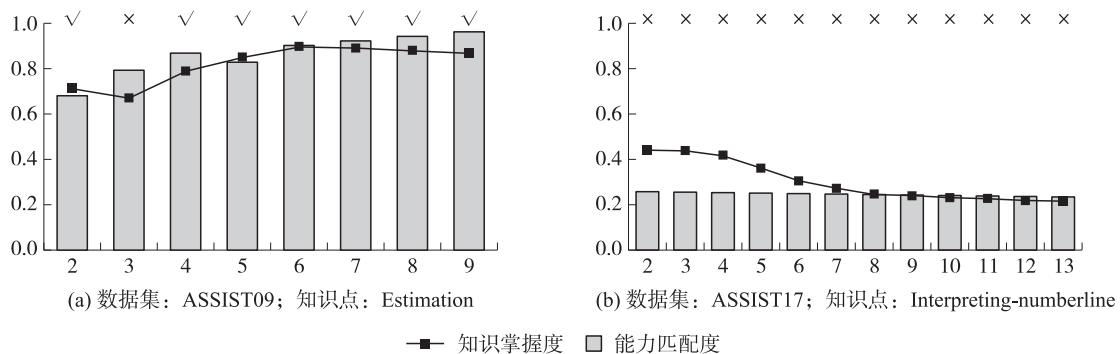 √ × √ √ √ √ √ √
1.0
0.8
0.6
0.4
0.2
0.0
2 3 4 5 6 7 8 9
(a) 数据集：ASSIST09；知识点：Estimation
× × × × × × × × × × × ×
1.0
0.8
0.6
0.4
0.2
0.0
2 3 4 5 6 7 8 9 10 11 12 13
(b) 数据集：ASSIST17；知识点：Interpreting-numberline
知识掌握度 能力匹配度